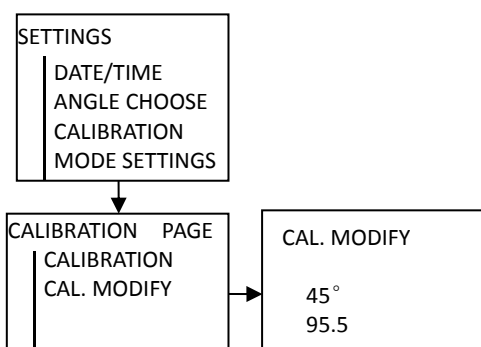 SETTINGS
DATE/TIME
ANGLE CHOOSE
CALIBRATION
MODE SETTINGS
CALIBRATION PAGE
CALIBRATION
CAL. MODIFY
CAL. MODIFY
45°
95.5